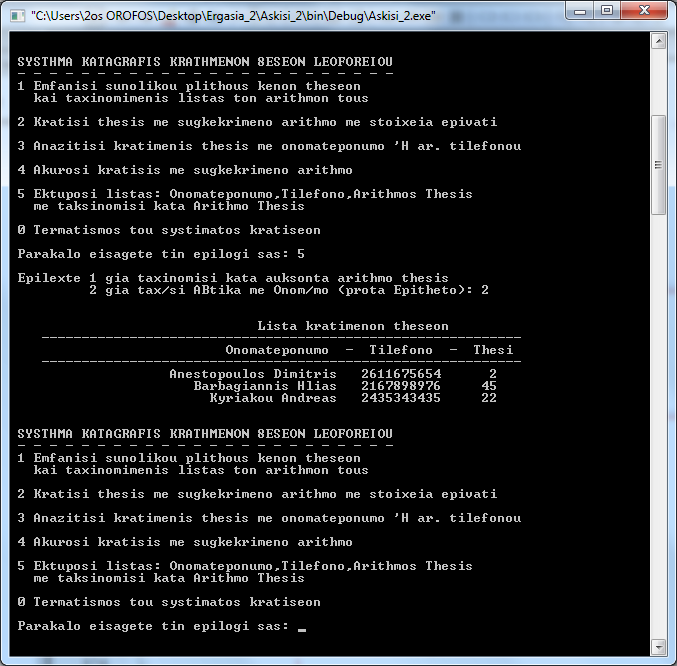 "C:\Users\2os OROFOS\Desktop\Ergasia_2\Askisi_2\bin\Debug\Askisi_2.exe"
SYSTHMA KATAGRAFIS KRATHMENON 8ESEON LEOFOREIOU
- - - - - - - - - - - - - - - - - - - - - - - -
1 Emfanisi sunolikou plithous kenon theseon
kai taxinomimenis listas ton arithmon tous
2 Kratisi thesis me sugkekrimeno arithmo me stoixeia epivati
3 Anazitisi kratimenis thesis me onomateponumo 'H ar. tilefonou
4 Akurosi kratisis me sugkekrimeno arithmo
5 Ektuposi listas: Onomateponumo,Tilefono,Arithmos Thesis
me taksinomisi kata Arithmo Thesis
0 Termatismos tou systimatos kratiseon
Parakalo eisagete tin epilogi sas: 5
Epilexte 1 gia taxinomisi kata auksonta arithmo thesis
2 gia tax/si ABtika me Onom/mo (prota Epitheto): 2
Lista kratimenon theseon
------------------------------------------------------------
Onomateponumo - Tilefono - Thesi
------------------------------------------------------------
Anestopoulos Dimitris 2611675654 2
Barbagiannis Hlias 2167898976 45
Kyriakou Andreas 2435343435 22
SYSTHMA KATAGRAFIS KRATHMENON 8ESEON LEOFOREIOU
- - - - - - - - - - - - - - - - - - - - - - - -
1 Emfanisi sunolikou plithous kenon theseon
kai taxinomimenis listas ton arithmon tous
2 Kratisi thesis me sugkekrimeno arithmo me stoixeia epivati
3 Anazitisi kratimenis thesis me onomateponumo 'H ar. tilefonou
4 Akurosi kratisis me sugkekrimeno arithmo
5 Ektuposi listas: Onomateponumo,Tilefono,Arithmos Thesis
me taksinomisi kata Arithmo Thesis
0 Termatismos tou systimatos kratiseon
Parakalo eisagete tin epilogi sas: _